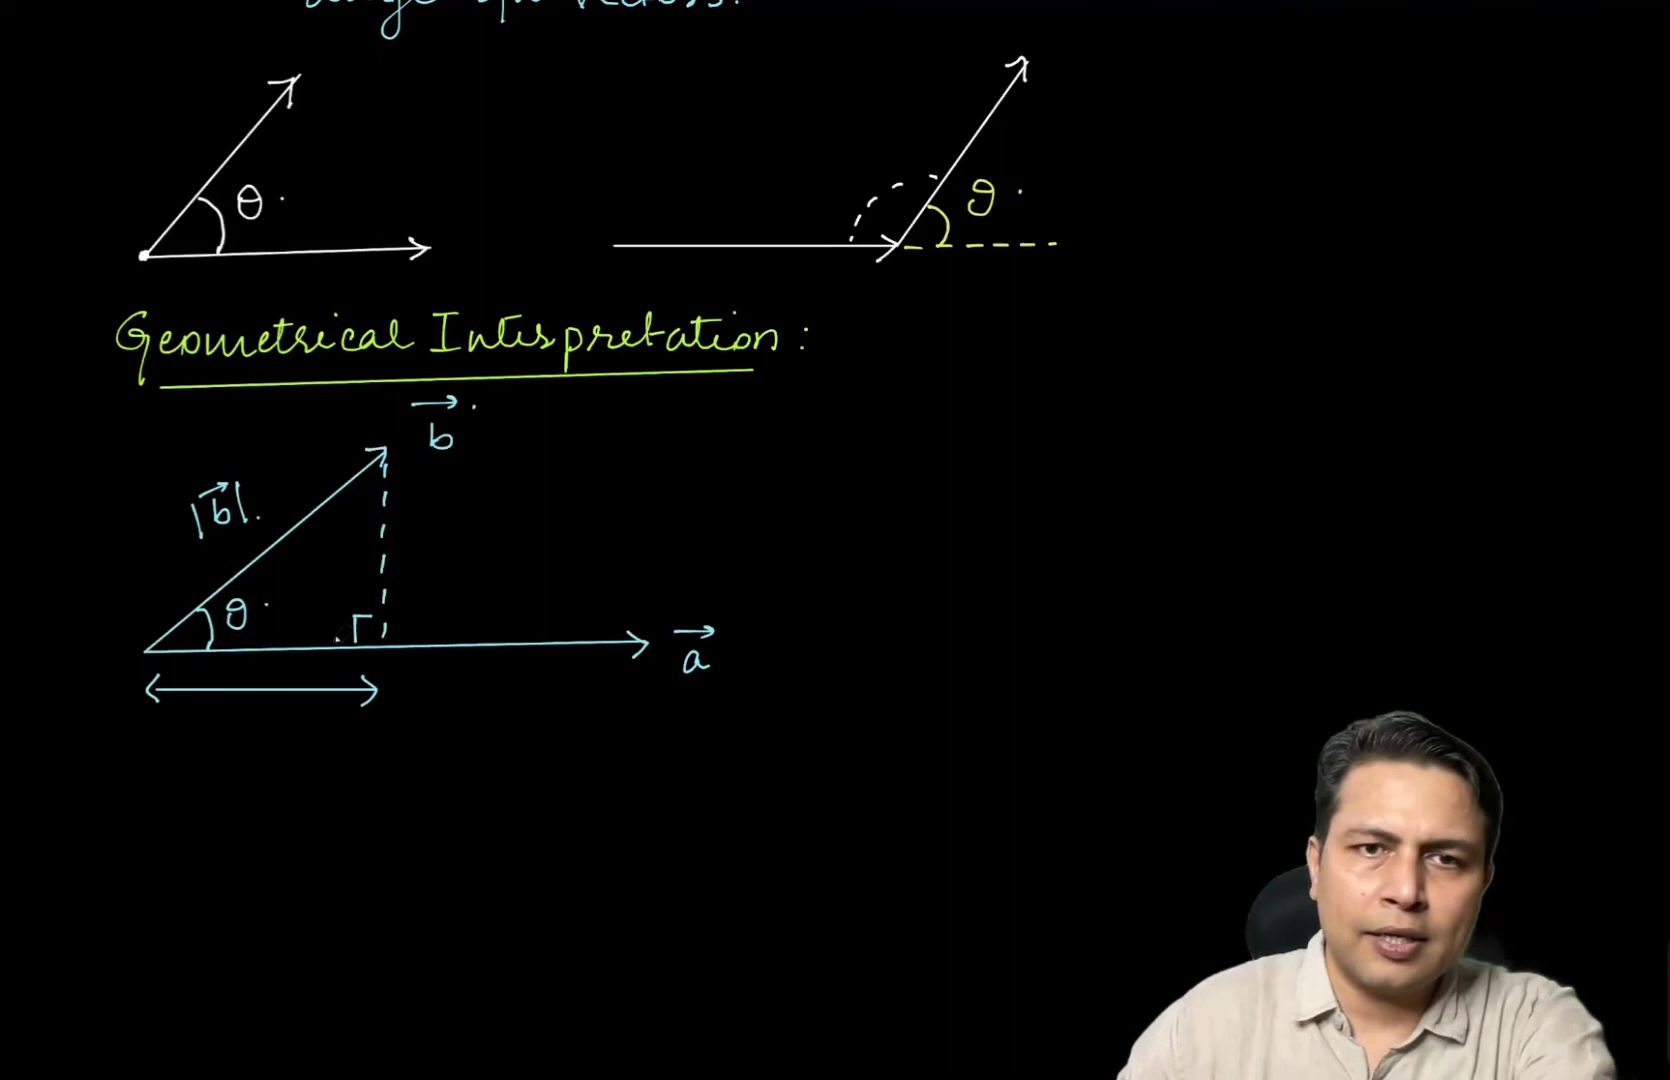 θ
θ
Geometrical Interpretation:
b⃗
|b⃗|
θ
a⃗